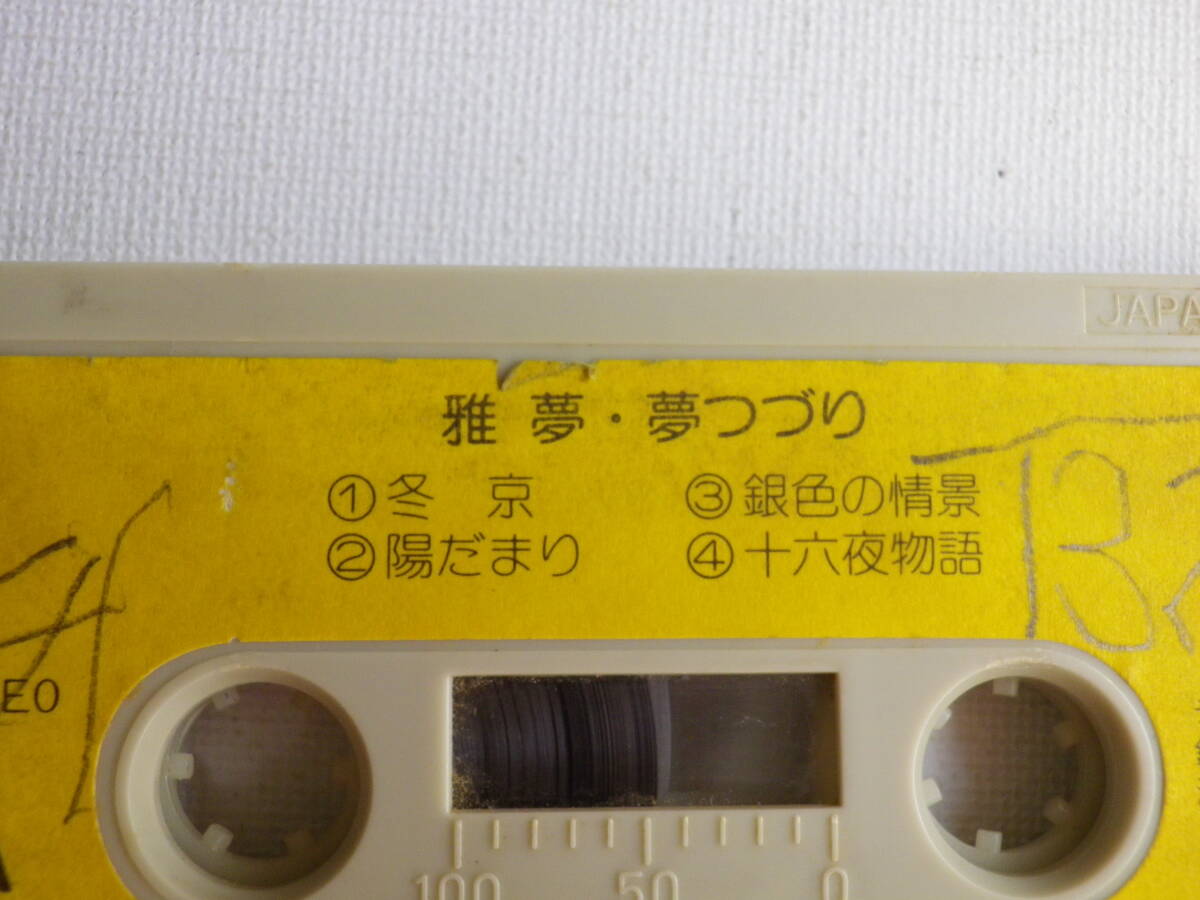 JAPA
雅 夢・夢つづり
①冬 京
②陽だまり
③銀色の情景
④十六夜物語
EO
100 50 0